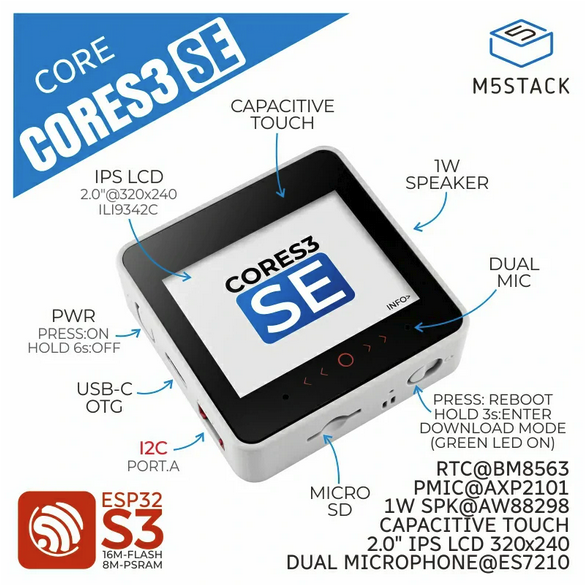 CORE
CORES3 SE
5
M5STACK
CAPACITIVE
TOUCH
IPS LCD
2.0"@320x240
ILI9342C
1W
SPEAKER
CORES3
SE
INFO>
DUAL
MIC
PWR
PRESS:ON
HOLD 6s:OFF
USB-C
OTG
I2C
PORT.A
MICRO
SD
PRESS: REBOOT
HOLD 3s:ENTER
DOWNLOAD MODE
(GREEN LED ON)
ESP32
S3
16M-FLASH
8M-PSRAM
RTC@BM8563
PMIC@AXP2101
1W SPK@AW88298
CAPACITIVE TOUCH
2.0" IPS LCD 320x240
DUAL MICROPHONE@ES7210